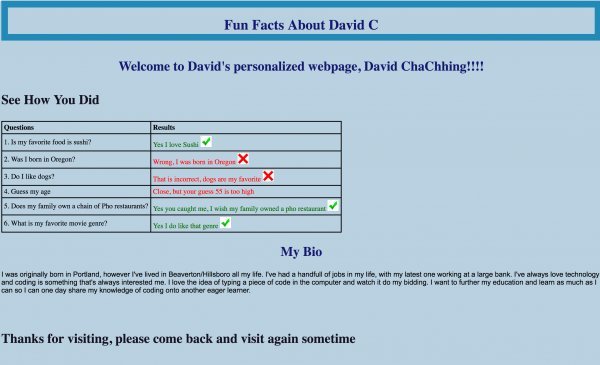 Fun Facts About David C
Welcome to David's personalized webpage, David ChaChhing!!!!
See How You Did
Questions Results
1. Is my favorite food is sushi? Yes I love Sushi
2. Was I born in Oregon? Wrong, I was born in Oregon
3. Do I like dogs? That is incorrect, dogs are my favorite
4. Guess my age Close, but your guess 55 is too high
5. Does my family own a chain of Pho restaurants? Yes you caught me, I wish my family owned a pho restaurant
6. What is my favorite movie genre? Yes I do like that genre
My Bio
I was originally born in Portland, however I've lived in Beaverton/Hillsboro all my life. I've had a handfull of jobs in my life, with my latest one working at a large bank. I've always love technology
and coding is something that's always interested me. I love the idea of typing a piece of code in the computer and watch it do my bidding. I want to further my education and learn as much as I
can so I can one day share my knowledge of coding onto another eager learner.
Thanks for visiting, please come back and visit again sometime